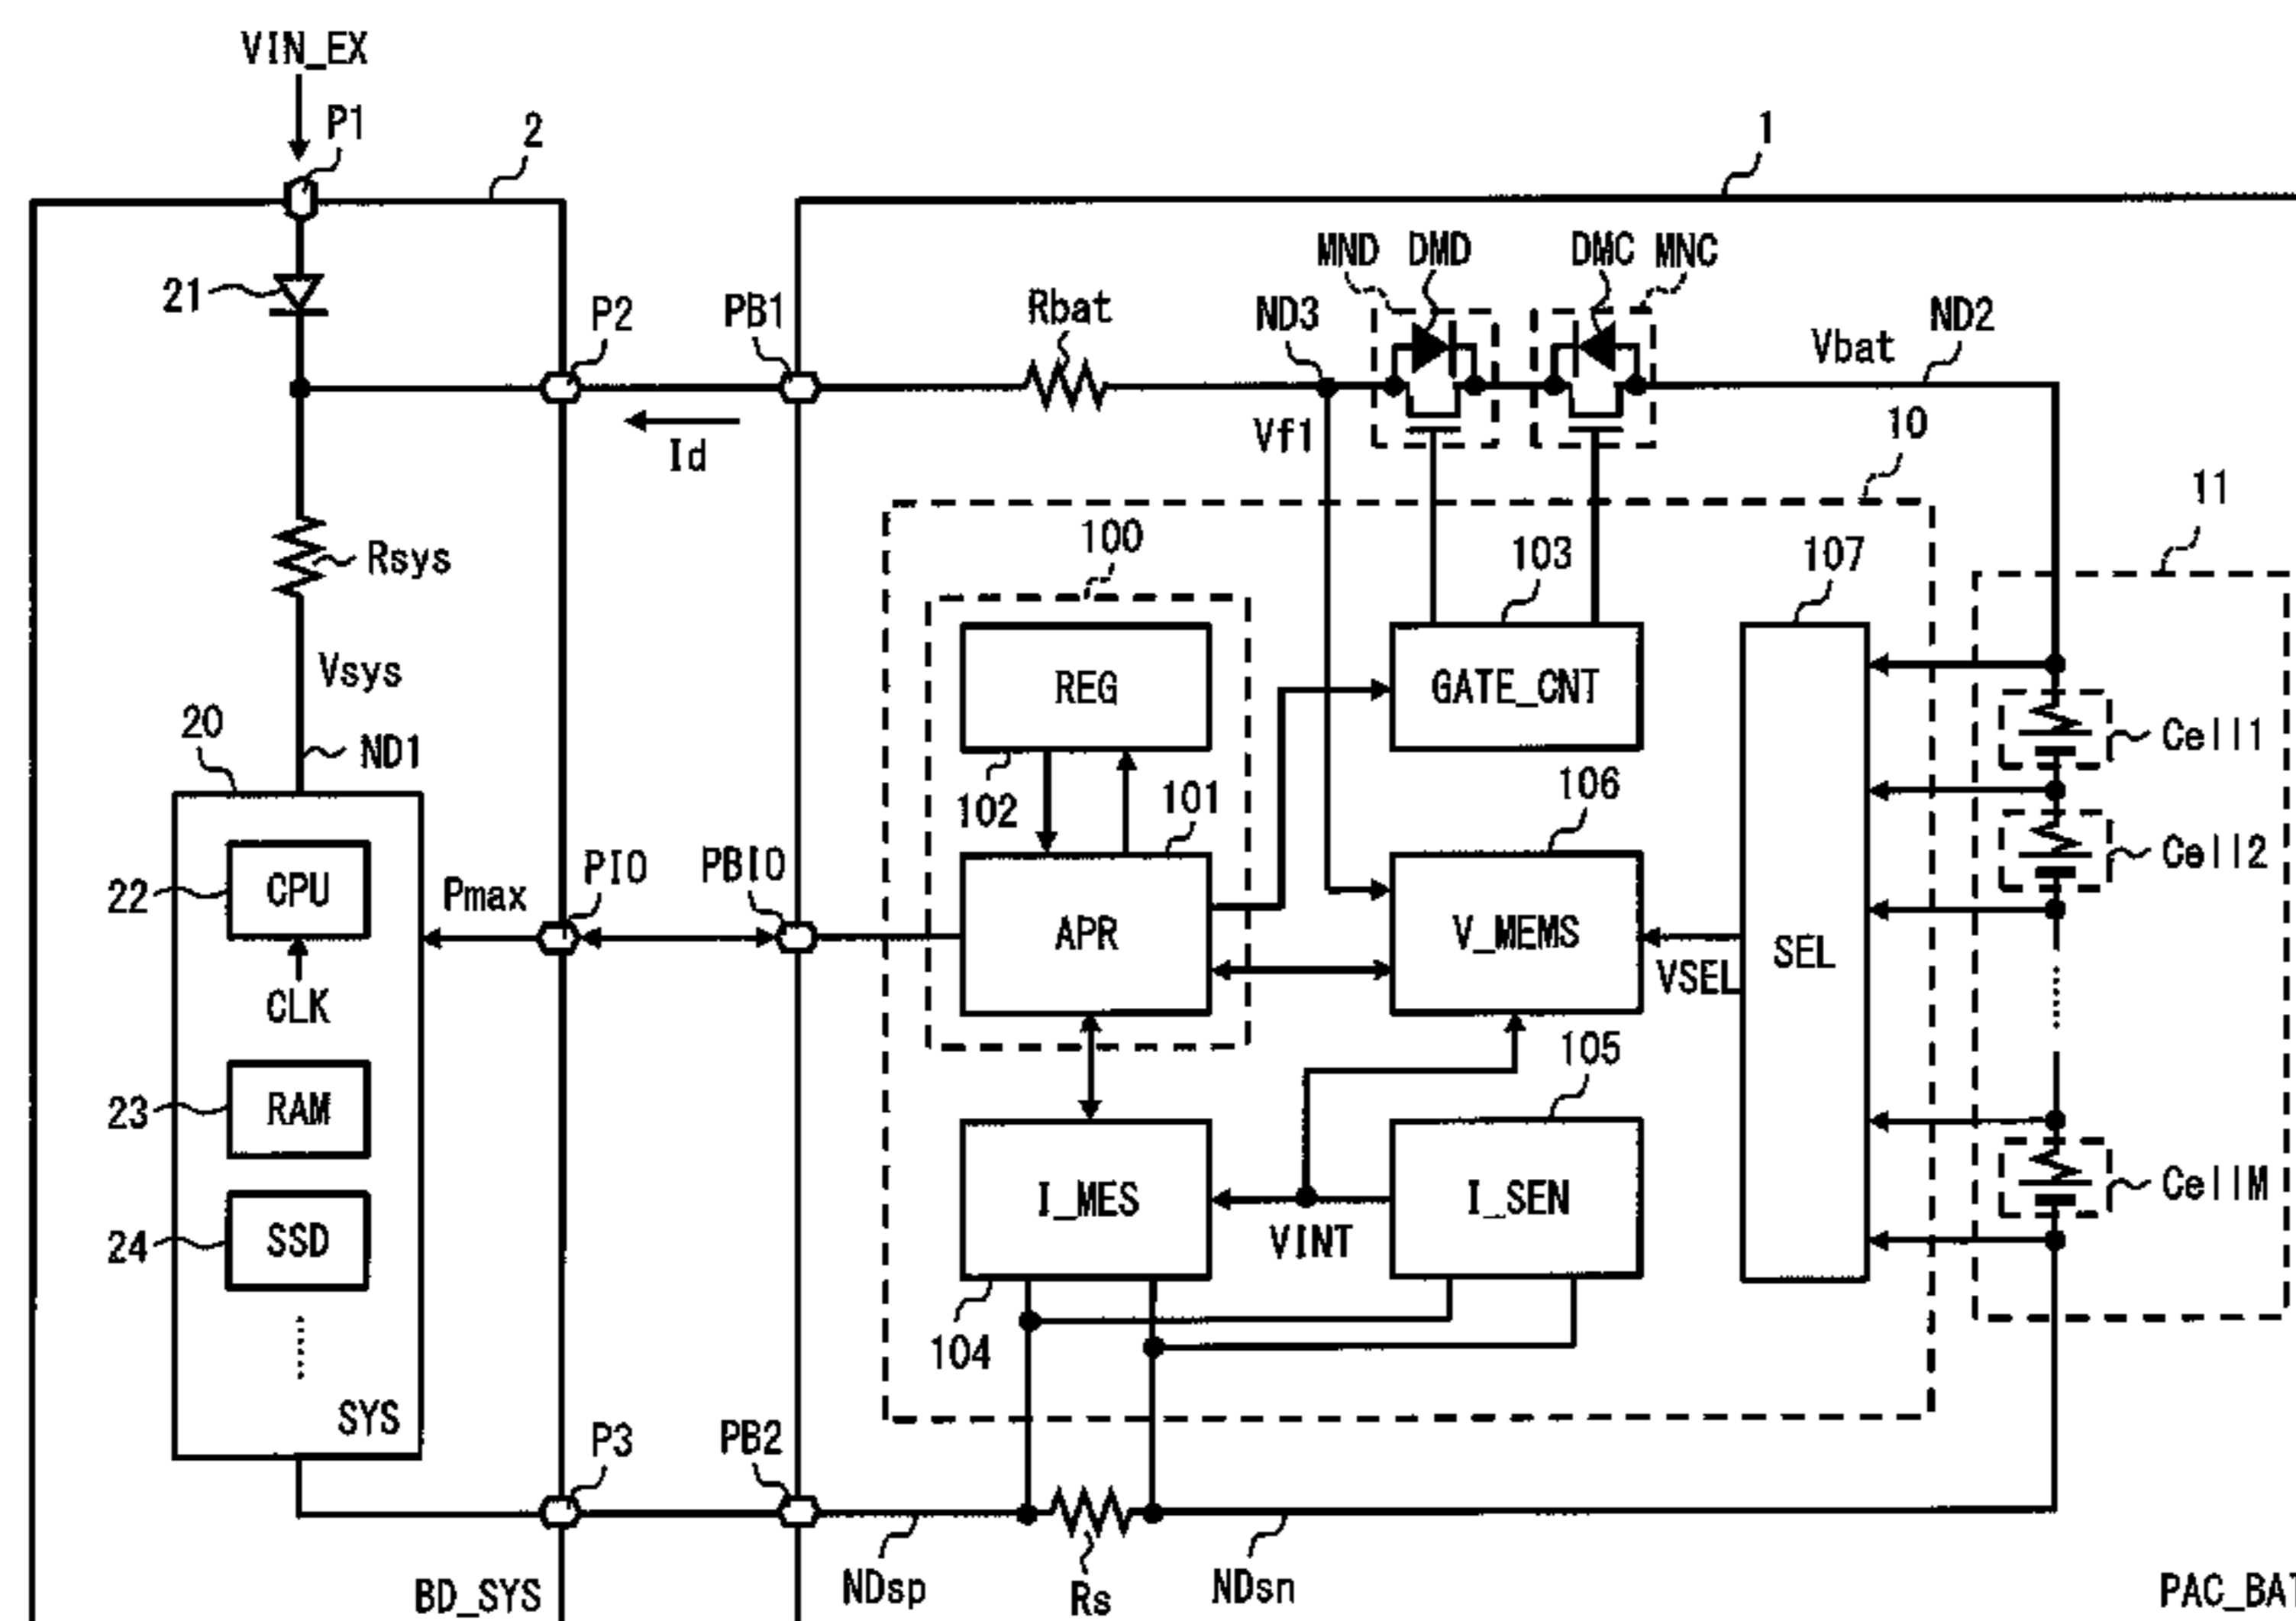 VIN_EX
P1
2
1
21
P2
PB1
Rbat
ND3
MND
DMD
DMC
MNC
Vbat
ND2
Id
Vf1
10
11
Rsys
100
103
107
Vsys
REG
GATE_CNT
20
ND1
102
101
106
Cell1
Cell2
22
CPU
CLK
Pmax
PIO
PBIO
APR
V_MEMS
VSEL
SEL
105
23
RAM
24
SSD
I_MES
VINT
I_SEN
CellM
104
SYS
P3
PB2
BD_SYS
NDsp
Rs
NDsn
PAC_BAT